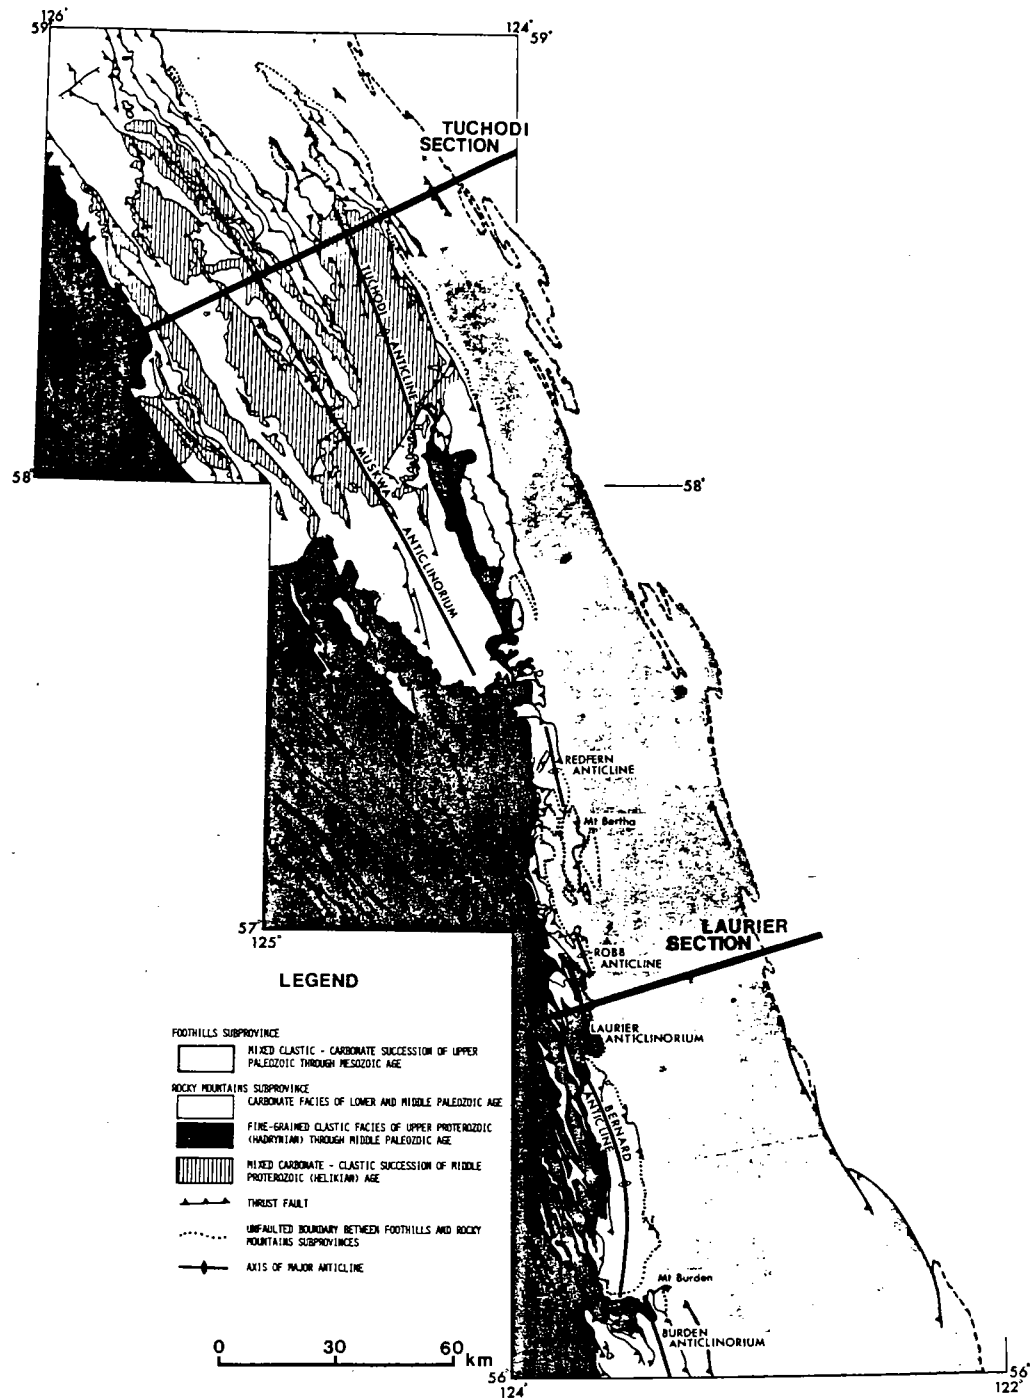 126°
59°
124°
59°
TUCHODI
SECTION
TUCHODI ANTICLINE
58°
58°
MUSKWA ANTICLINORIUM
REDFERN
ANTICLINE
Mt Bertha
57°
125°
LAURIER
SECTION
ROBB
ANTICLINE
LAURIER
ANTICLINORIUM
BERNARD
ANTICLINE
Mt Burden
BURDEN
ANTICLINORIUM
56°
124°
56°
122°
LEGEND
FOOTHILLS SUBPROVINCE
MIXED CLASTIC - CARBONATE SUCCESSION OF UPPER
PALEOZOIC THROUGH MESOZOIC AGE
ROCKY MOUNTAINS SUBPROVINCE
CARBONATE FACIES OF LOWER AND MIDDLE PALEOZOIC AGE
FINE-GRAINED CLASTIC FACIES OF UPPER PROTEROZOIC
(HADRYNIAN) THROUGH MIDDLE PALEOZOIC AGE
MIXED CARBONATE - CLASTIC SUCCESSION OF MIDDLE
PROTEROZOIC (HELIKIAN) AGE
THRUST FAULT
UNFAULTED BOUNDARY BETWEEN FOOTHILLS AND ROCKY
MOUNTAINS SUBPROVINCES
AXIS OF MAJOR ANTICLINE
0 30 60
km